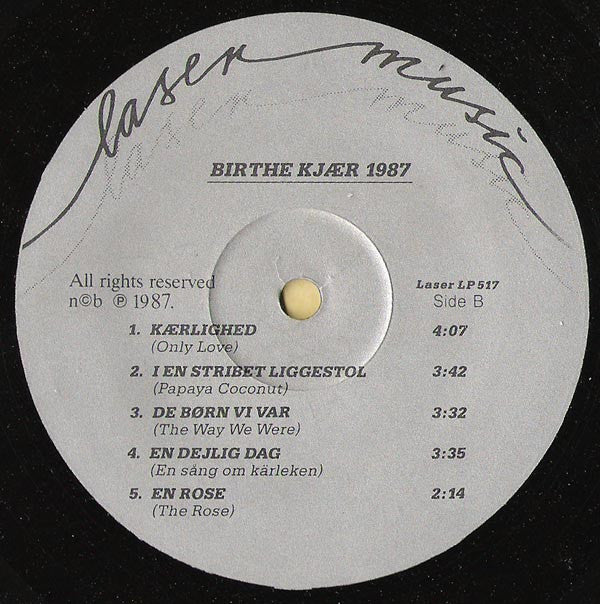 laser music
laser music
BIRTHE KJÆR 1987
All rights reserved
n©b ℗ 1987.
Laser LP 517
Side B
1. KÆRLIGHED 4:07
(Only Love)
2. I EN STRIBET LIGGESTOL 3:42
(Papaya Coconut)
3. DE BØRN VI VAR 3:32
(The Way We Were)
4. EN DEJLIG DAG 3:35
(En sång om kärleken)
5. EN ROSE 2:14
(The Rose)